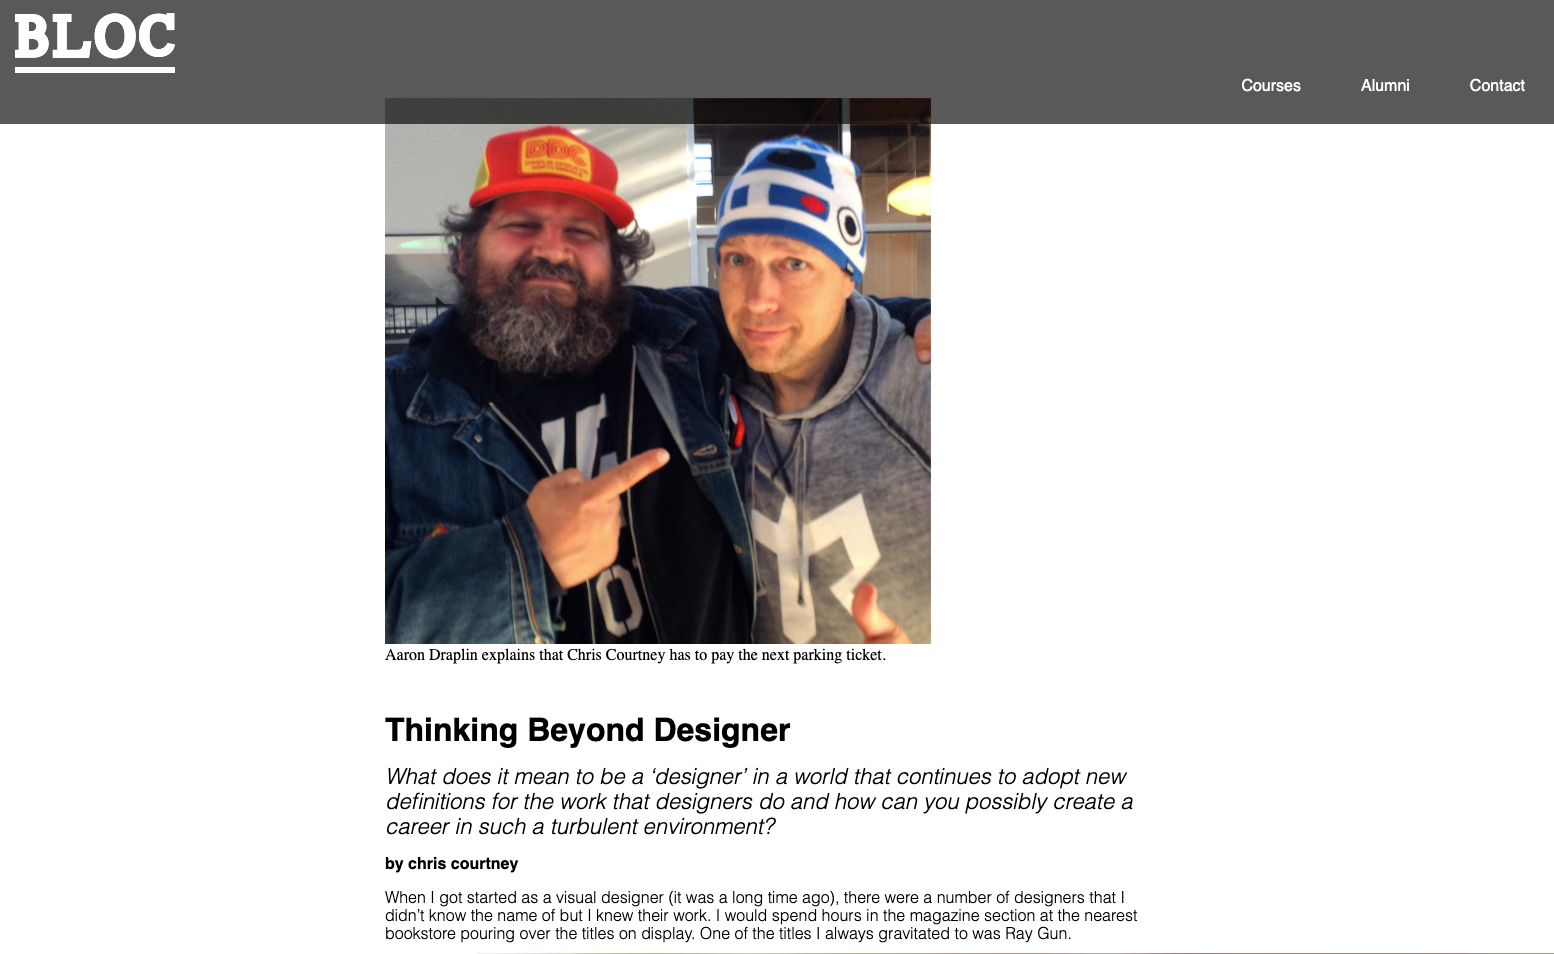 BLOC
Courses Alumni Contact
DDC
Aaron Draplin explains that Chris Courtney has to pay the next parking ticket.
Thinking Beyond Designer
What does it mean to be a ‘designer’ in a world that continues to adopt new
definitions for the work that designers do and how can you possibly create a
career in such a turbulent environment?
by chris courtney
When I got started as a visual designer (it was a long time ago), there were a number of designers that I
didn’t know the name of but I knew their work. I would spend hours in the magazine section at the nearest
bookstore pouring over the titles on display. One of the titles I always gravitated to was Ray Gun.